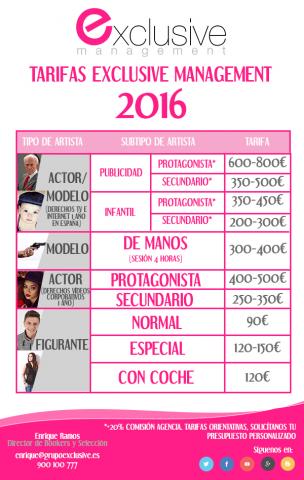 exclusive
management
TARIFAS EXCLUSIVE MANAGEMENT
2016
TIPO DE ARTISTA SUBTIPO DE ARTISTA TARIFA
ACTOR/
MODELO
(DERECHOS TV E
INTERNET 1 AÑO
EN ESPAÑA)
PUBLICIDAD
PROTAGONISTA* 600-800€
SECUNDARIO* 350-500€
INFANTIL
PROTAGONISTA* 350-450€
SECUNDARIO* 200-300€
MODELO
DE MANOS
(SESIÓN 4 HORAS)
300-400€
ACTOR
(DERECHOS VÍDEOS
CORPORATIVOS
1 AÑO)
PROTAGONISTA 400-500€
SECUNDARIO 250-350€
FIGURANTE
NORMAL 90€
ESPECIAL 120-150€
CON COCHE 120€
*+20% COMISIÓN AGENCIA, TARIFAS ORIENTATIVAS, SOLICÍTANOS TU
PRESUPUESTO PERSONALIZADO
Enrique Ramos
Director de Bookers y Selección
enrique@grupoexclusive.es
900 100 777
Síguenos en: